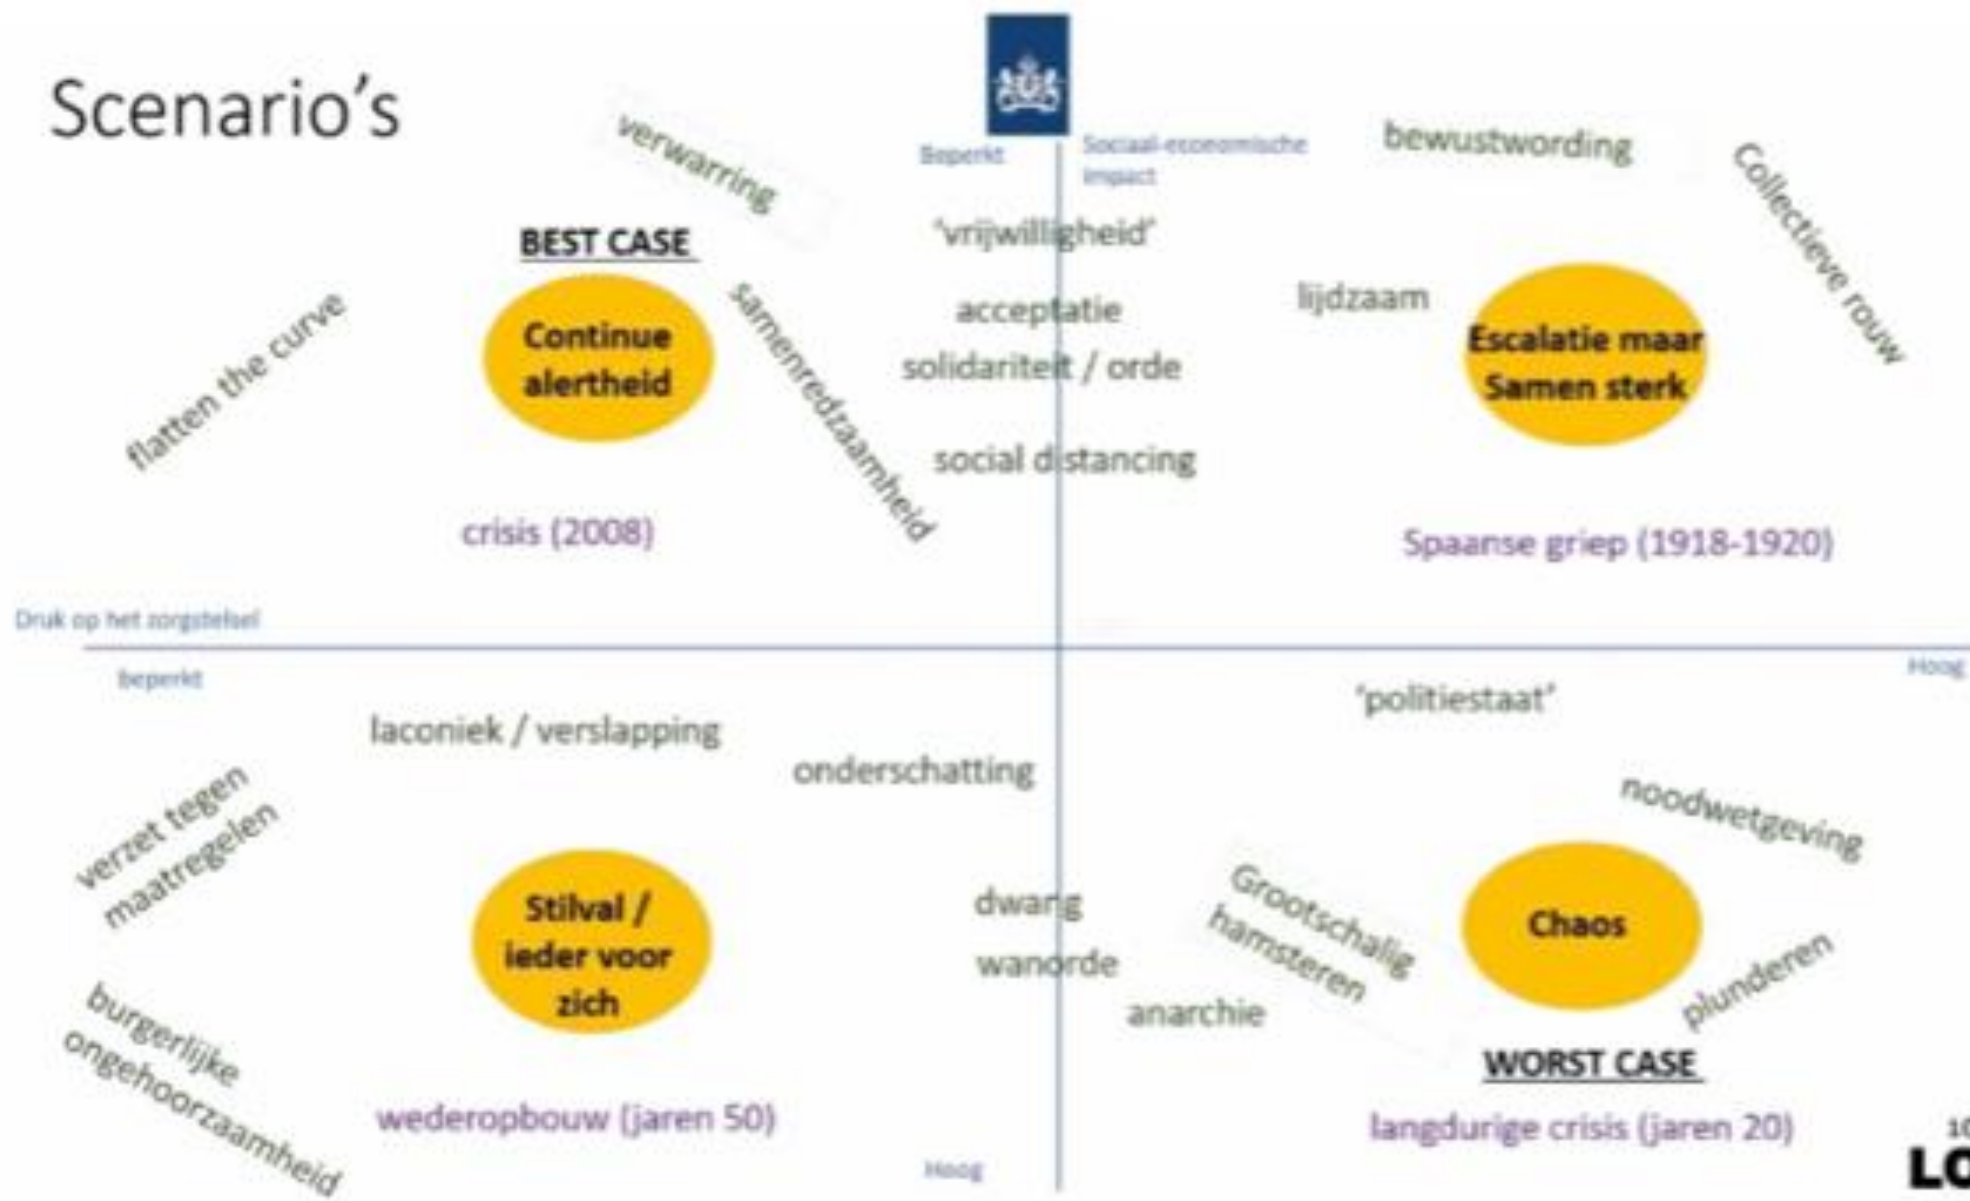 Scenario's
verwarring
Beperkt
Sociaal-economische
impact
bewustwording
Collectieve rouw
BEST CASE
'vrijwilligheid'
flatten the curve
Continue
alertheid
samenredzaamheid
acceptatie
solidariteit / orde
social distancing
lijdzaam
Escalatie maar
Samen sterk
crisis (2008)
Spaanse griep (1918-1920)
Druk op het zorgstelsel
beperkt
Hoog
laconiek / verslapping
onderschatting
'politiestaat'
verzet tegen
maatregelen
noodwetgeving
Stilval /
ieder voor
zich
dwang
wanorde
anarchie
Grootschalig
hamsteren
Chaos
plunderen
burgerlijke
ongehoorzaamheid
WORST CASE
wederopbouw (jaren 50)
langdurige crisis (jaren 20)
Hoog
10
LO